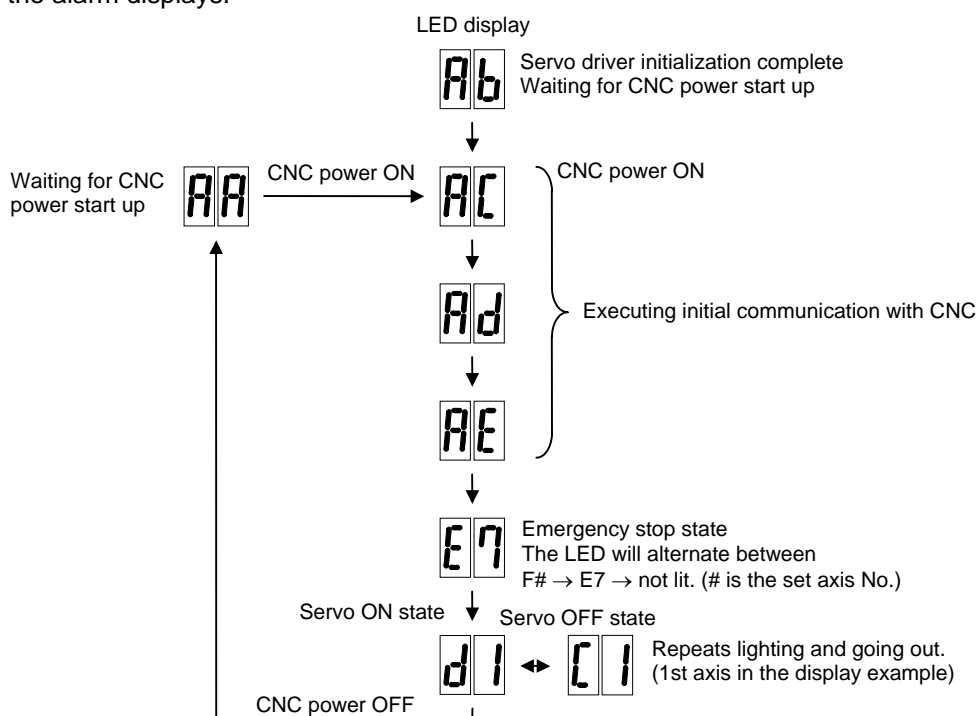 the alarm displays.
LED display
Ab
Servo driver initialization complete
Waiting for CNC power start up
Waiting for CNC
power start up
AA
CNC power ON
AC
CNC power ON
Ad
Executing initial communication with CNC
AE
E7
Emergency stop state
The LED will alternate between
F# → E7 → not lit. (# is the set axis No.)
Servo ON state
Servo OFF state
d1
C1
Repeats lighting and going out.
(1st axis in the display example)
CNC power OFF